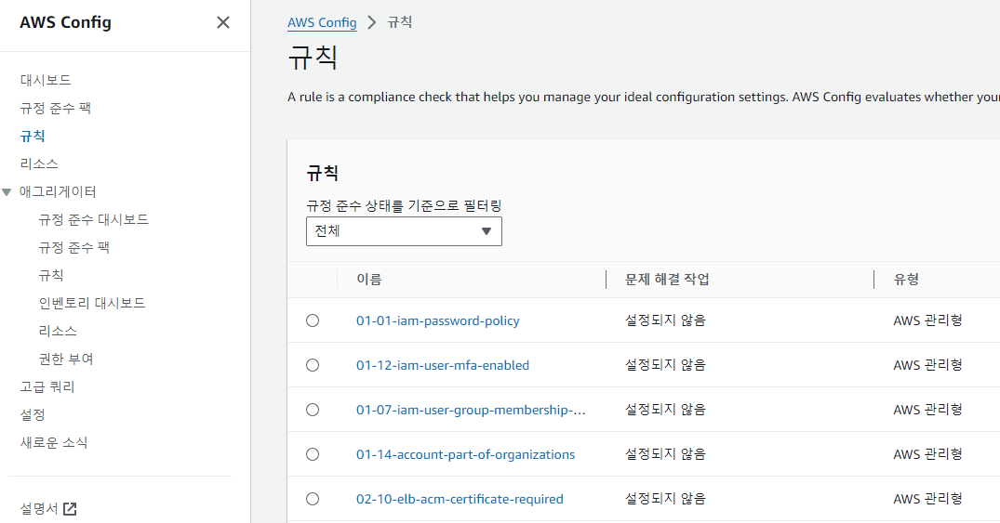 AWS Config
대시보드
규정 준수 팩
규칙
리소스
애그리게이터
규정 준수 대시보드
규정 준수 팩
규칙
인벤토리 대시보드
리소스
권한 부여
고급 쿼리
설정
새로운 소식
설명서
AWS Config > 규칙
규칙
A rule is a compliance check that helps you manage your ideal configuration settings. AWS Config evaluates whether your
규칙
규정 준수 상태를 기준으로 필터링
전체
이름 문제 해결 작업 유형
01-01-iam-password-policy 설정되지 않음 AWS 관리형
01-12-iam-user-mfa-enabled 설정되지 않음 AWS 관리형
01-07-iam-user-group-membership-... 설정되지 않음 AWS 관리형
01-14-account-part-of-organizations 설정되지 않음 AWS 관리형
02-10-elb-acm-certificate-required 설정되지 않음 AWS 관리형